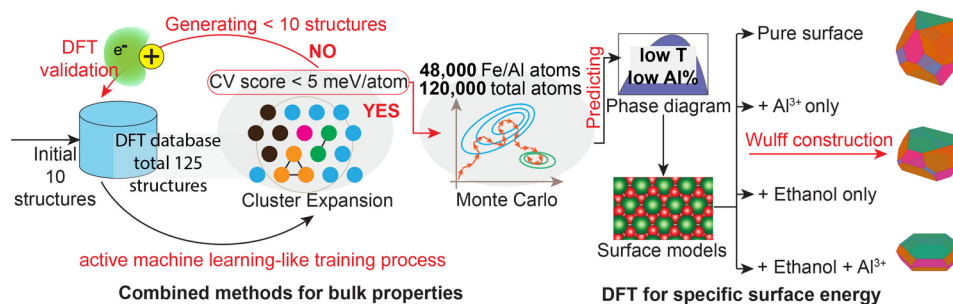 Generating < 10 structures
DFT
validation
e⁻
+
NO
CV score < 5 meV/atom
YES
Initial
10
structures
DFT database
total 125
structures
Cluster Expansion
active machine learning-like training process
Combined methods for bulk properties
48,000 Fe/Al atoms
120,000 total atoms
Monte Carlo
Predicting
low T
low Al%
Phase diagram
Surface models
Pure surface
+ Al³⁺ only
Wulff construction
+ Ethanol only
+ Ethanol + Al³⁺
DFT for specific surface energy